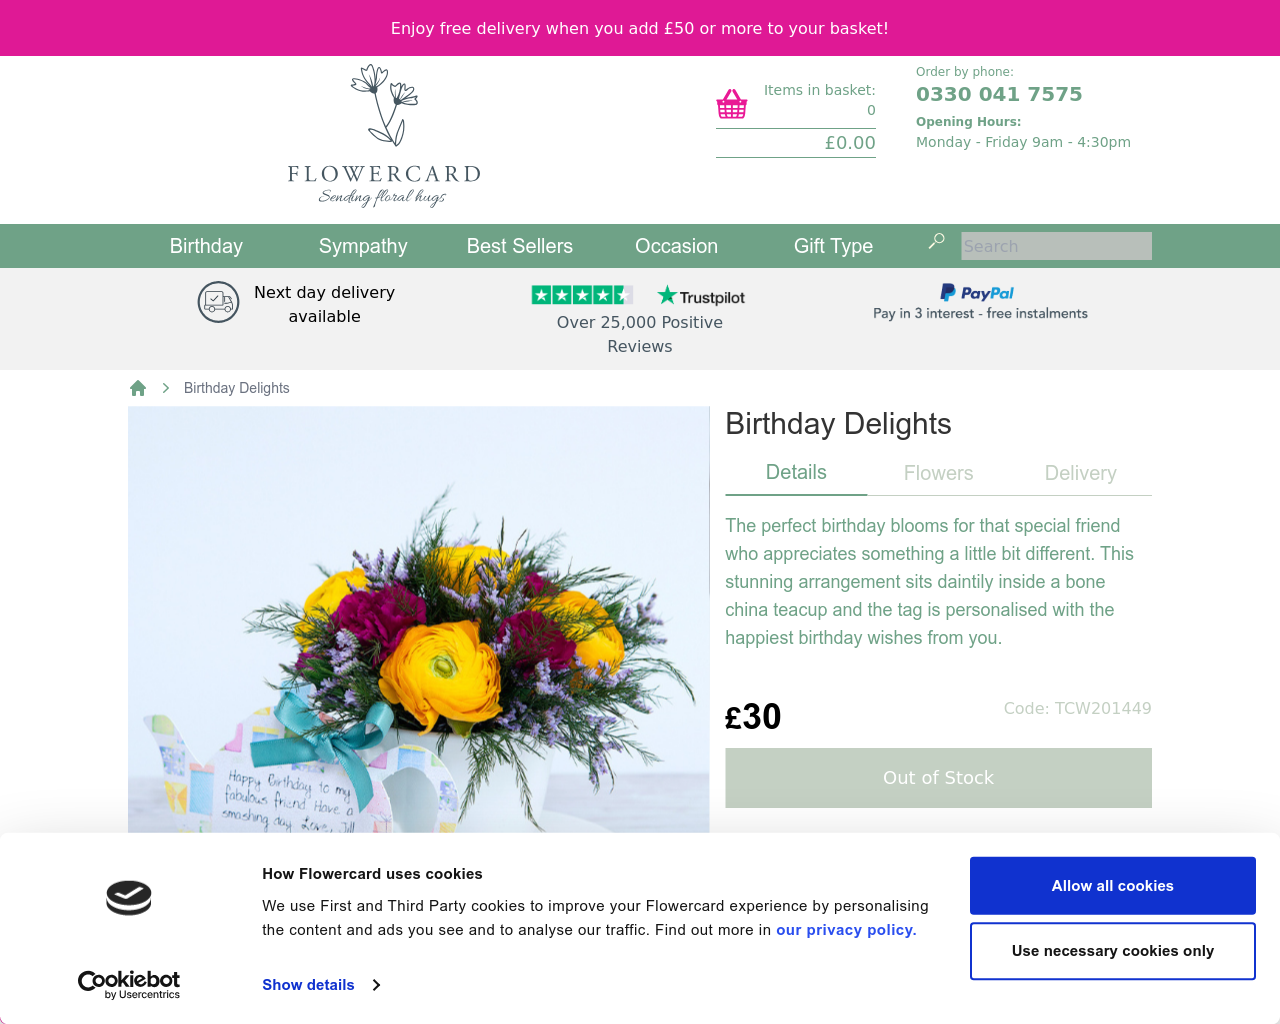 Enjoy free delivery when you add £50 or more to your basket!
FLOWERCARD
Sending floral hugs
Items in basket:
0
£0.00
Order by phone:
0330 041 7575
Opening Hours:
Monday - Friday 9am - 4:30pm
Birthday
Sympathy
Best Sellers
Occasion
Gift Type
Search
Next day delivery
available
Trustpilot
Over 25,000 Positive
Reviews
PayPal
Pay in 3 interest - free instalments
Birthday Delights
Birthday Delights
Details
Flowers
Delivery
The perfect birthday blooms for that special friend
who appreciates something a little bit different. This
stunning arrangement sits daintily inside a bone
china teacup and the tag is personalised with the
happiest birthday wishes from you.
£30
Code: TCW201449
Out of Stock
Happy Birthday to my
fabulous friend Have a
smashing day Love Jill
How Flowercard uses cookies
We use First and Third Party cookies to improve your Flowercard experience by personalising
the content and ads you see and to analyse our traffic. Find out more in our privacy policy.
Show details
Allow all cookies
Use necessary cookies only
Cookiebot
by Usercentrics